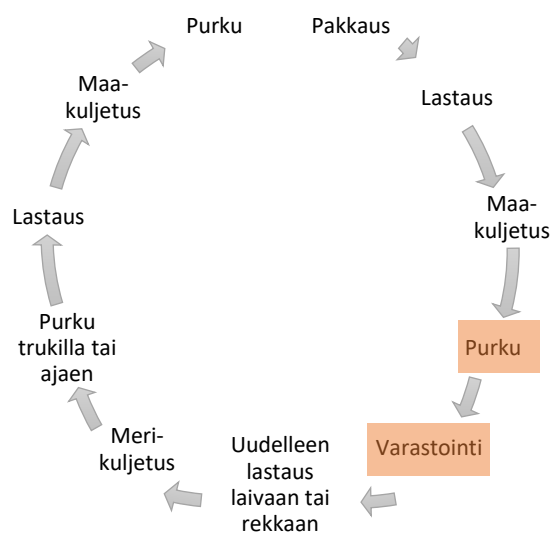 Pakkaus
Lastaus
Maa-
kuljetus
Purku
Varastointi
Uudelleen
lastaus
laivaan tai
rekkaan
Meri-
kuljetus
Purku
trukilla tai
ajaen
Lastaus
Maa-
kuljetus
Purku